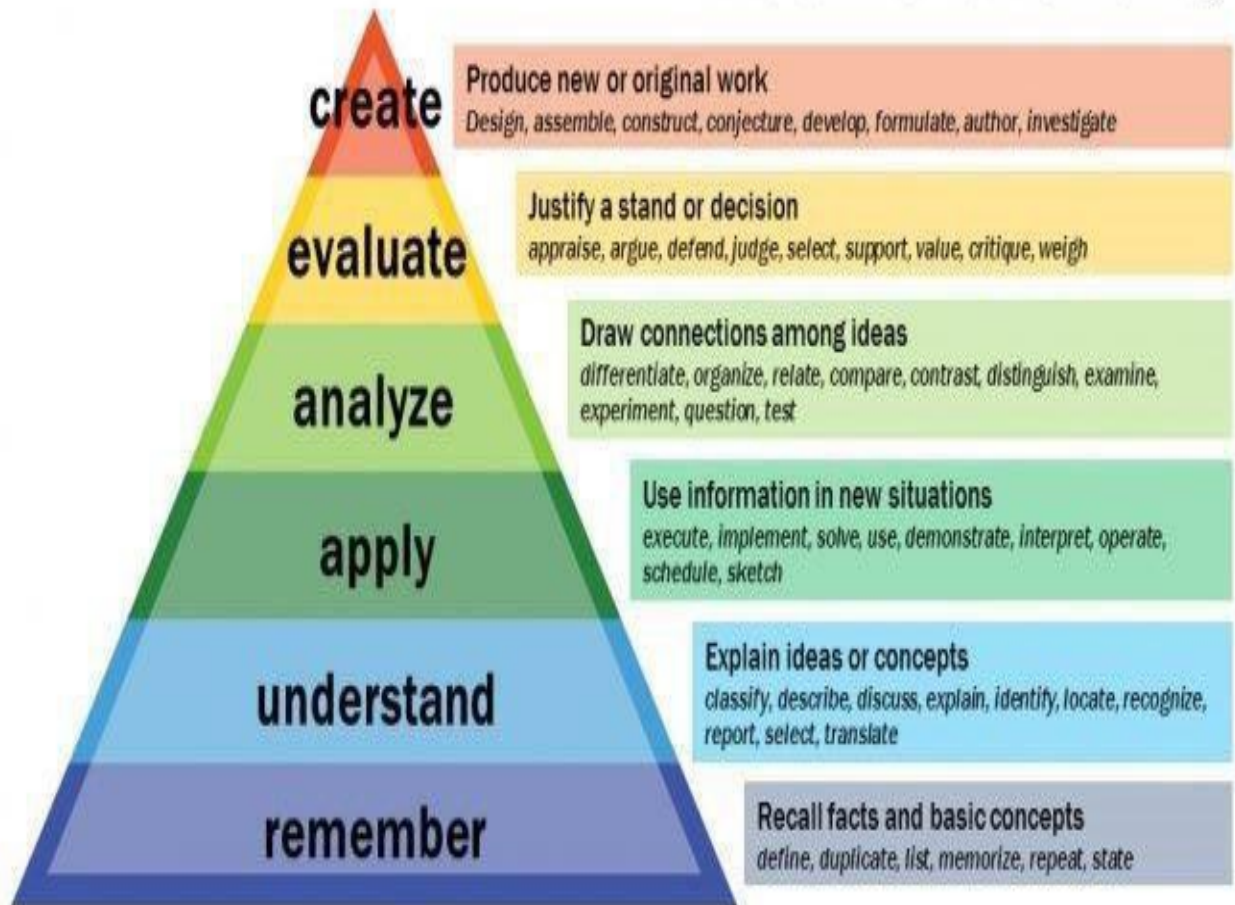 create
Produce new or original work
Design, assemble, construct, conjecture, develop, formulate, author, investigate
evaluate
Justify a stand or decision
appraise, argue, defend, judge, select, support, value, critique, weigh
analyze
Draw connections among ideas
differentiate, organize, relate, compare, contrast, distinguish, examine,
experiment, question, test
apply
Use information in new situations
execute, implement, solve, use, demonstrate, interpret, operate,
schedule, sketch
understand
Explain ideas or concepts
classify, describe, discuss, explain, identify, locate, recognize,
report, select, translate
remember
Recall facts and basic concepts
define, duplicate, list, memorize, repeat, state